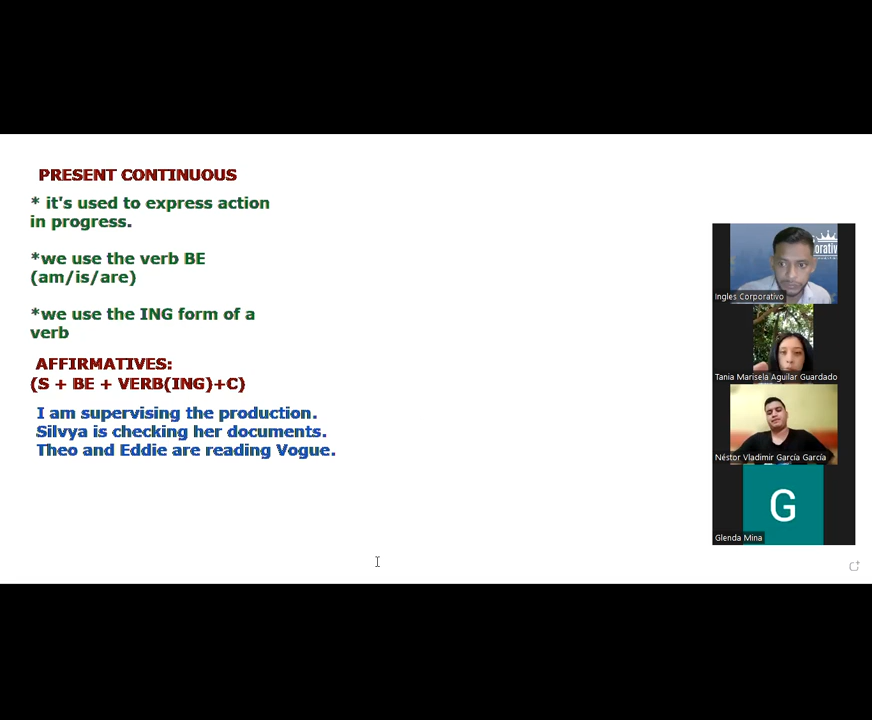 PRESENT CONTINUOUS
* it's used to express action
in progress.
*we use the verb BE
(am/is/are)
*we use the ING form of a
verb
AFFIRMATIVES:
(S + BE + VERB(ING)+C)
I am supervising the production.
Silvya is checking her documents.
Theo and Eddie are reading Vogue.
Ingles Corporativo
Tania Marisela Aguilar Guardado
Néstor Vladimir García García
G
Glenda Mina